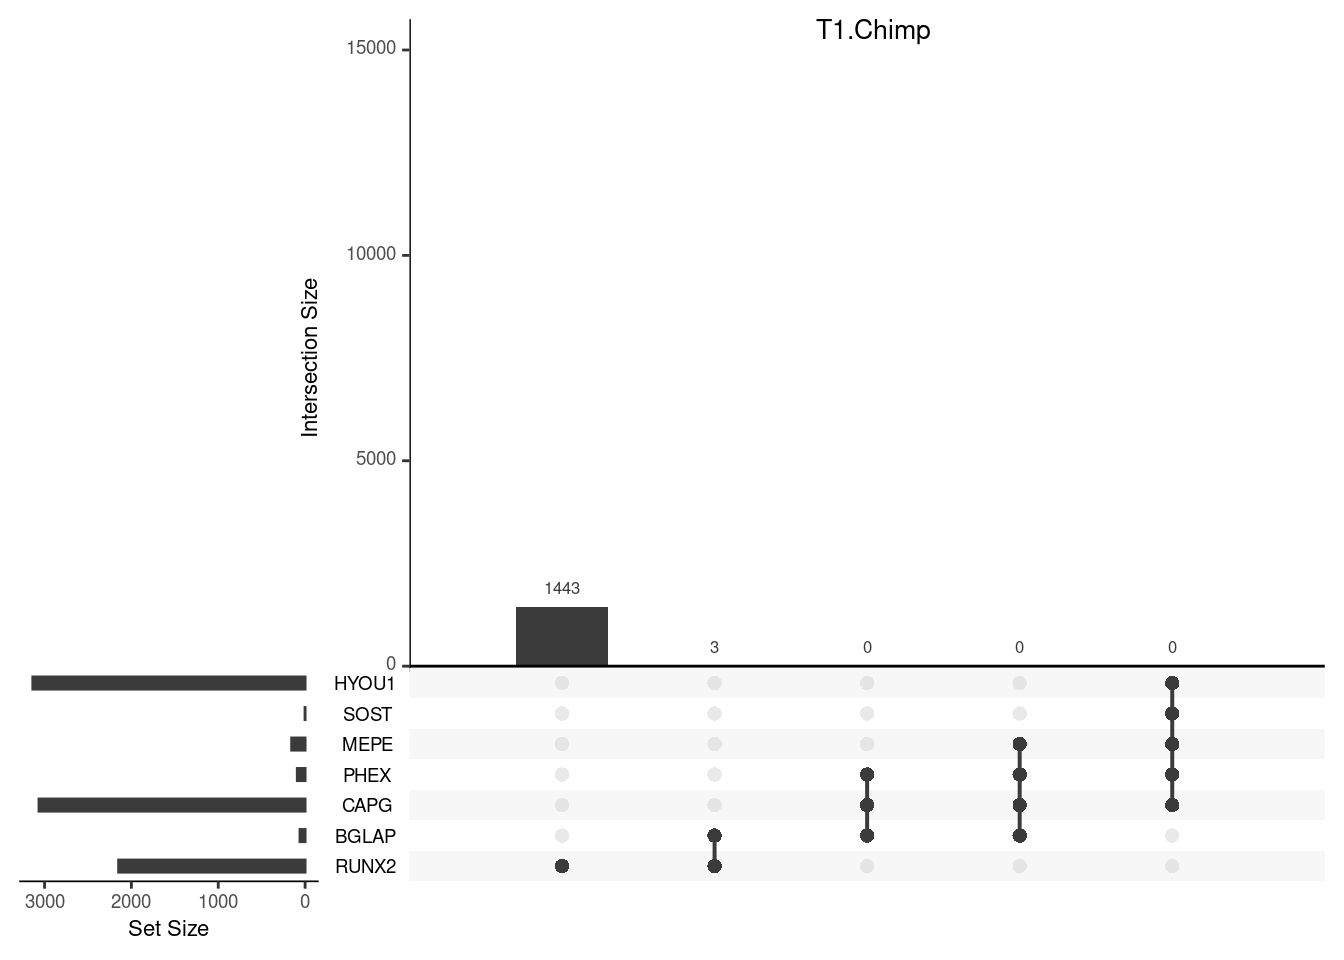 T1.Chimp
15000
10000
5000
0
Intersection Size
1443
3
0
0
0
HYOU1
SOST
MEPE
PHEX
CAPG
BGLAP
RUNX2
3000 2000 1000 0
Set Size